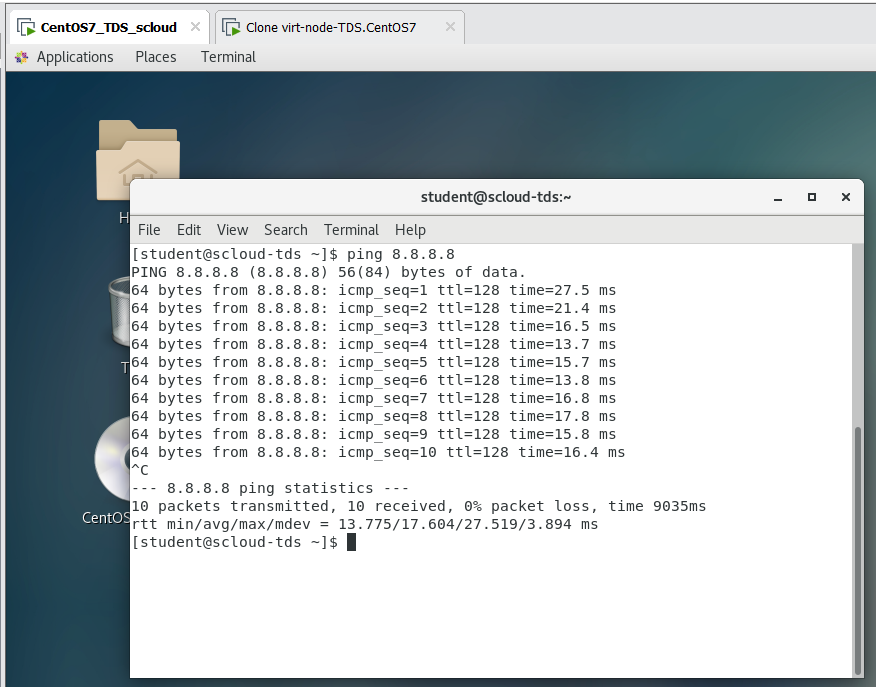 CentOS7_TDS_scloud
Clone virt-node-TDS.CentOS7
Applications Places Terminal
H
student@scloud-tds:~
File Edit View Search Terminal Help
[student@scloud-tds ~]$ ping 8.8.8.8
PING 8.8.8.8 (8.8.8.8) 56(84) bytes of data.
64 bytes from 8.8.8.8: icmp_seq=1 ttl=128 time=27.5 ms
64 bytes from 8.8.8.8: icmp_seq=2 ttl=128 time=21.4 ms
64 bytes from 8.8.8.8: icmp_seq=3 ttl=128 time=16.5 ms
64 bytes from 8.8.8.8: icmp_seq=4 ttl=128 time=13.7 ms
64 bytes from 8.8.8.8: icmp_seq=5 ttl=128 time=15.7 ms
64 bytes from 8.8.8.8: icmp_seq=6 ttl=128 time=13.8 ms
64 bytes from 8.8.8.8: icmp_seq=7 ttl=128 time=16.8 ms
64 bytes from 8.8.8.8: icmp_seq=8 ttl=128 time=17.8 ms
64 bytes from 8.8.8.8: icmp_seq=9 ttl=128 time=15.8 ms
64 bytes from 8.8.8.8: icmp_seq=10 ttl=128 time=16.4 ms
^C
--- 8.8.8.8 ping statistics ---
10 packets transmitted, 10 received, 0% packet loss, time 9035ms
rtt min/avg/max/mdev = 13.775/17.604/27.519/3.894 ms
[student@scloud-tds ~]$
T
CentOS